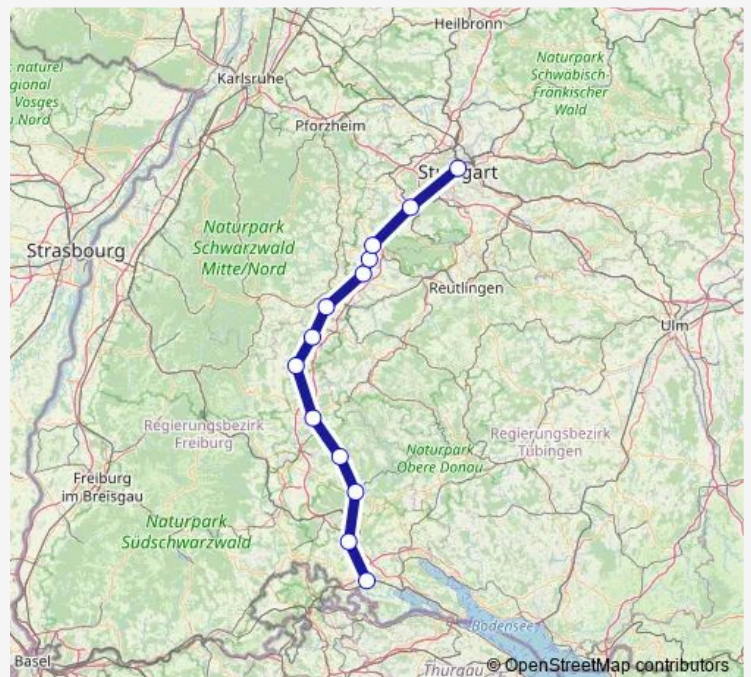 Heilbronn
: naturel
gional
Vosges
u Nord
Karlsruhe
Naturpark
Schwäbisch-
Fränkischer
Wald
Pforzheim
Stuttgart
Naturpark
Schwarzwald
Mitte/Nord
Strasbourg
Reutlingen
Ulm
Regierungsbezirk
Freiburg
Naturpark
Obere Donau
Regierungsbezirk
Tübingen
Freiburg
im Breisgau
Naturpark
Südschwarzwald
Bodensee
Basel
Thurgau
© OpenStreetMap contributors